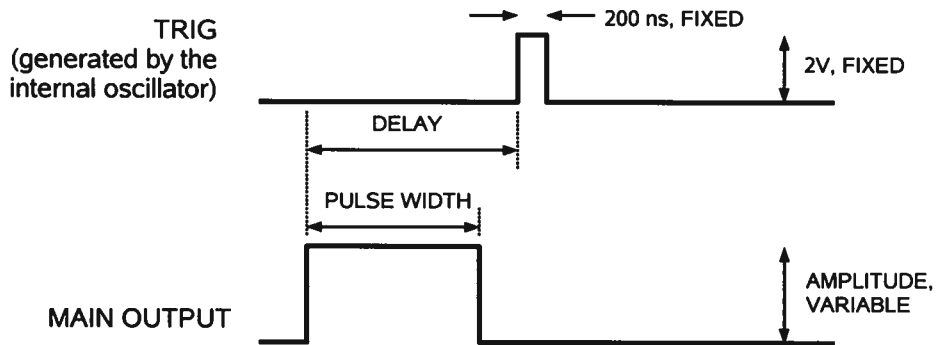 TRIG
(generated by the
internal oscillator)
200 ns, FIXED
2V, FIXED
DELAY
PULSE WIDTH
MAIN OUTPUT
AMPLITUDE,
VARIABLE